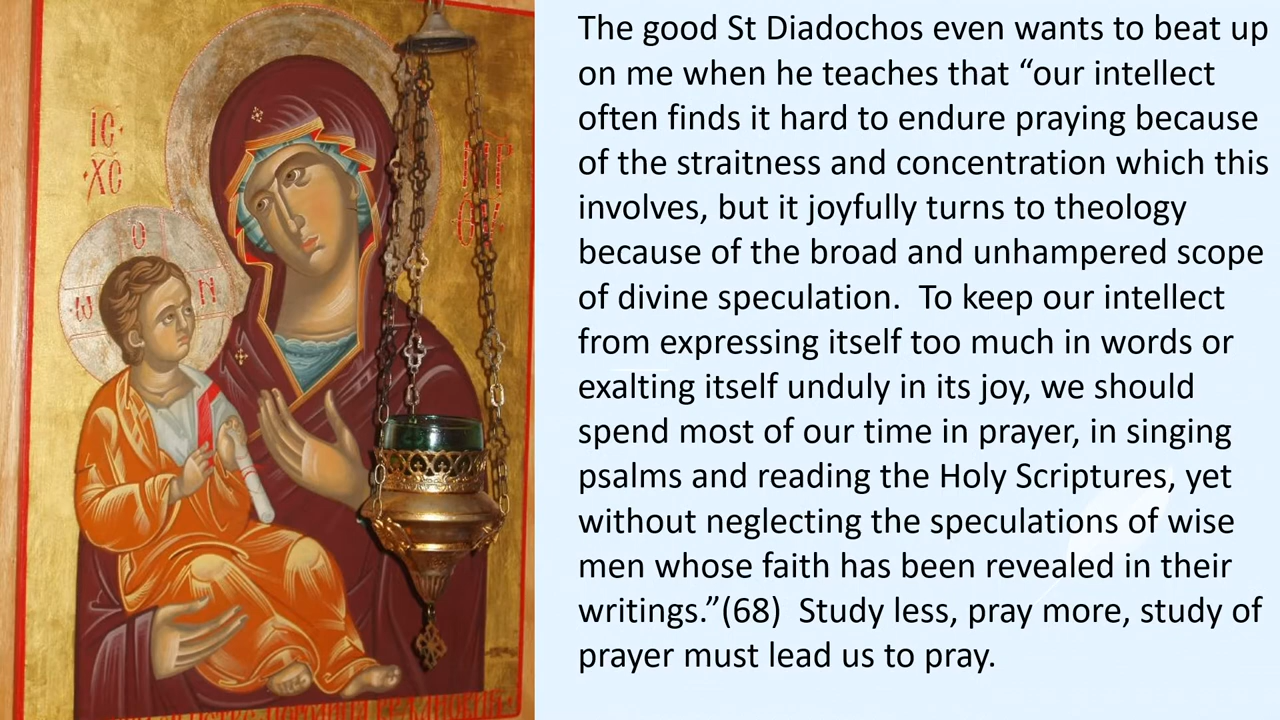 IC
XC
Ο
Ѡ
Ν
ΜΡ
ΘΥ
The good St Diadochos even wants to beat up
on me when he teaches that “our intellect
often finds it hard to endure praying because
of the straitness and concentration which this
involves, but it joyfully turns to theology
because of the broad and unhampered scope
of divine speculation.  To keep our intellect
from expressing itself too much in words or
exalting itself unduly in its joy, we should
spend most of our time in prayer, in singing
psalms and reading the Holy Scriptures, yet
without neglecting the speculations of wise
men whose faith has been revealed in their
writings.”(68)  Study less, pray more, study of
prayer must lead us to pray.